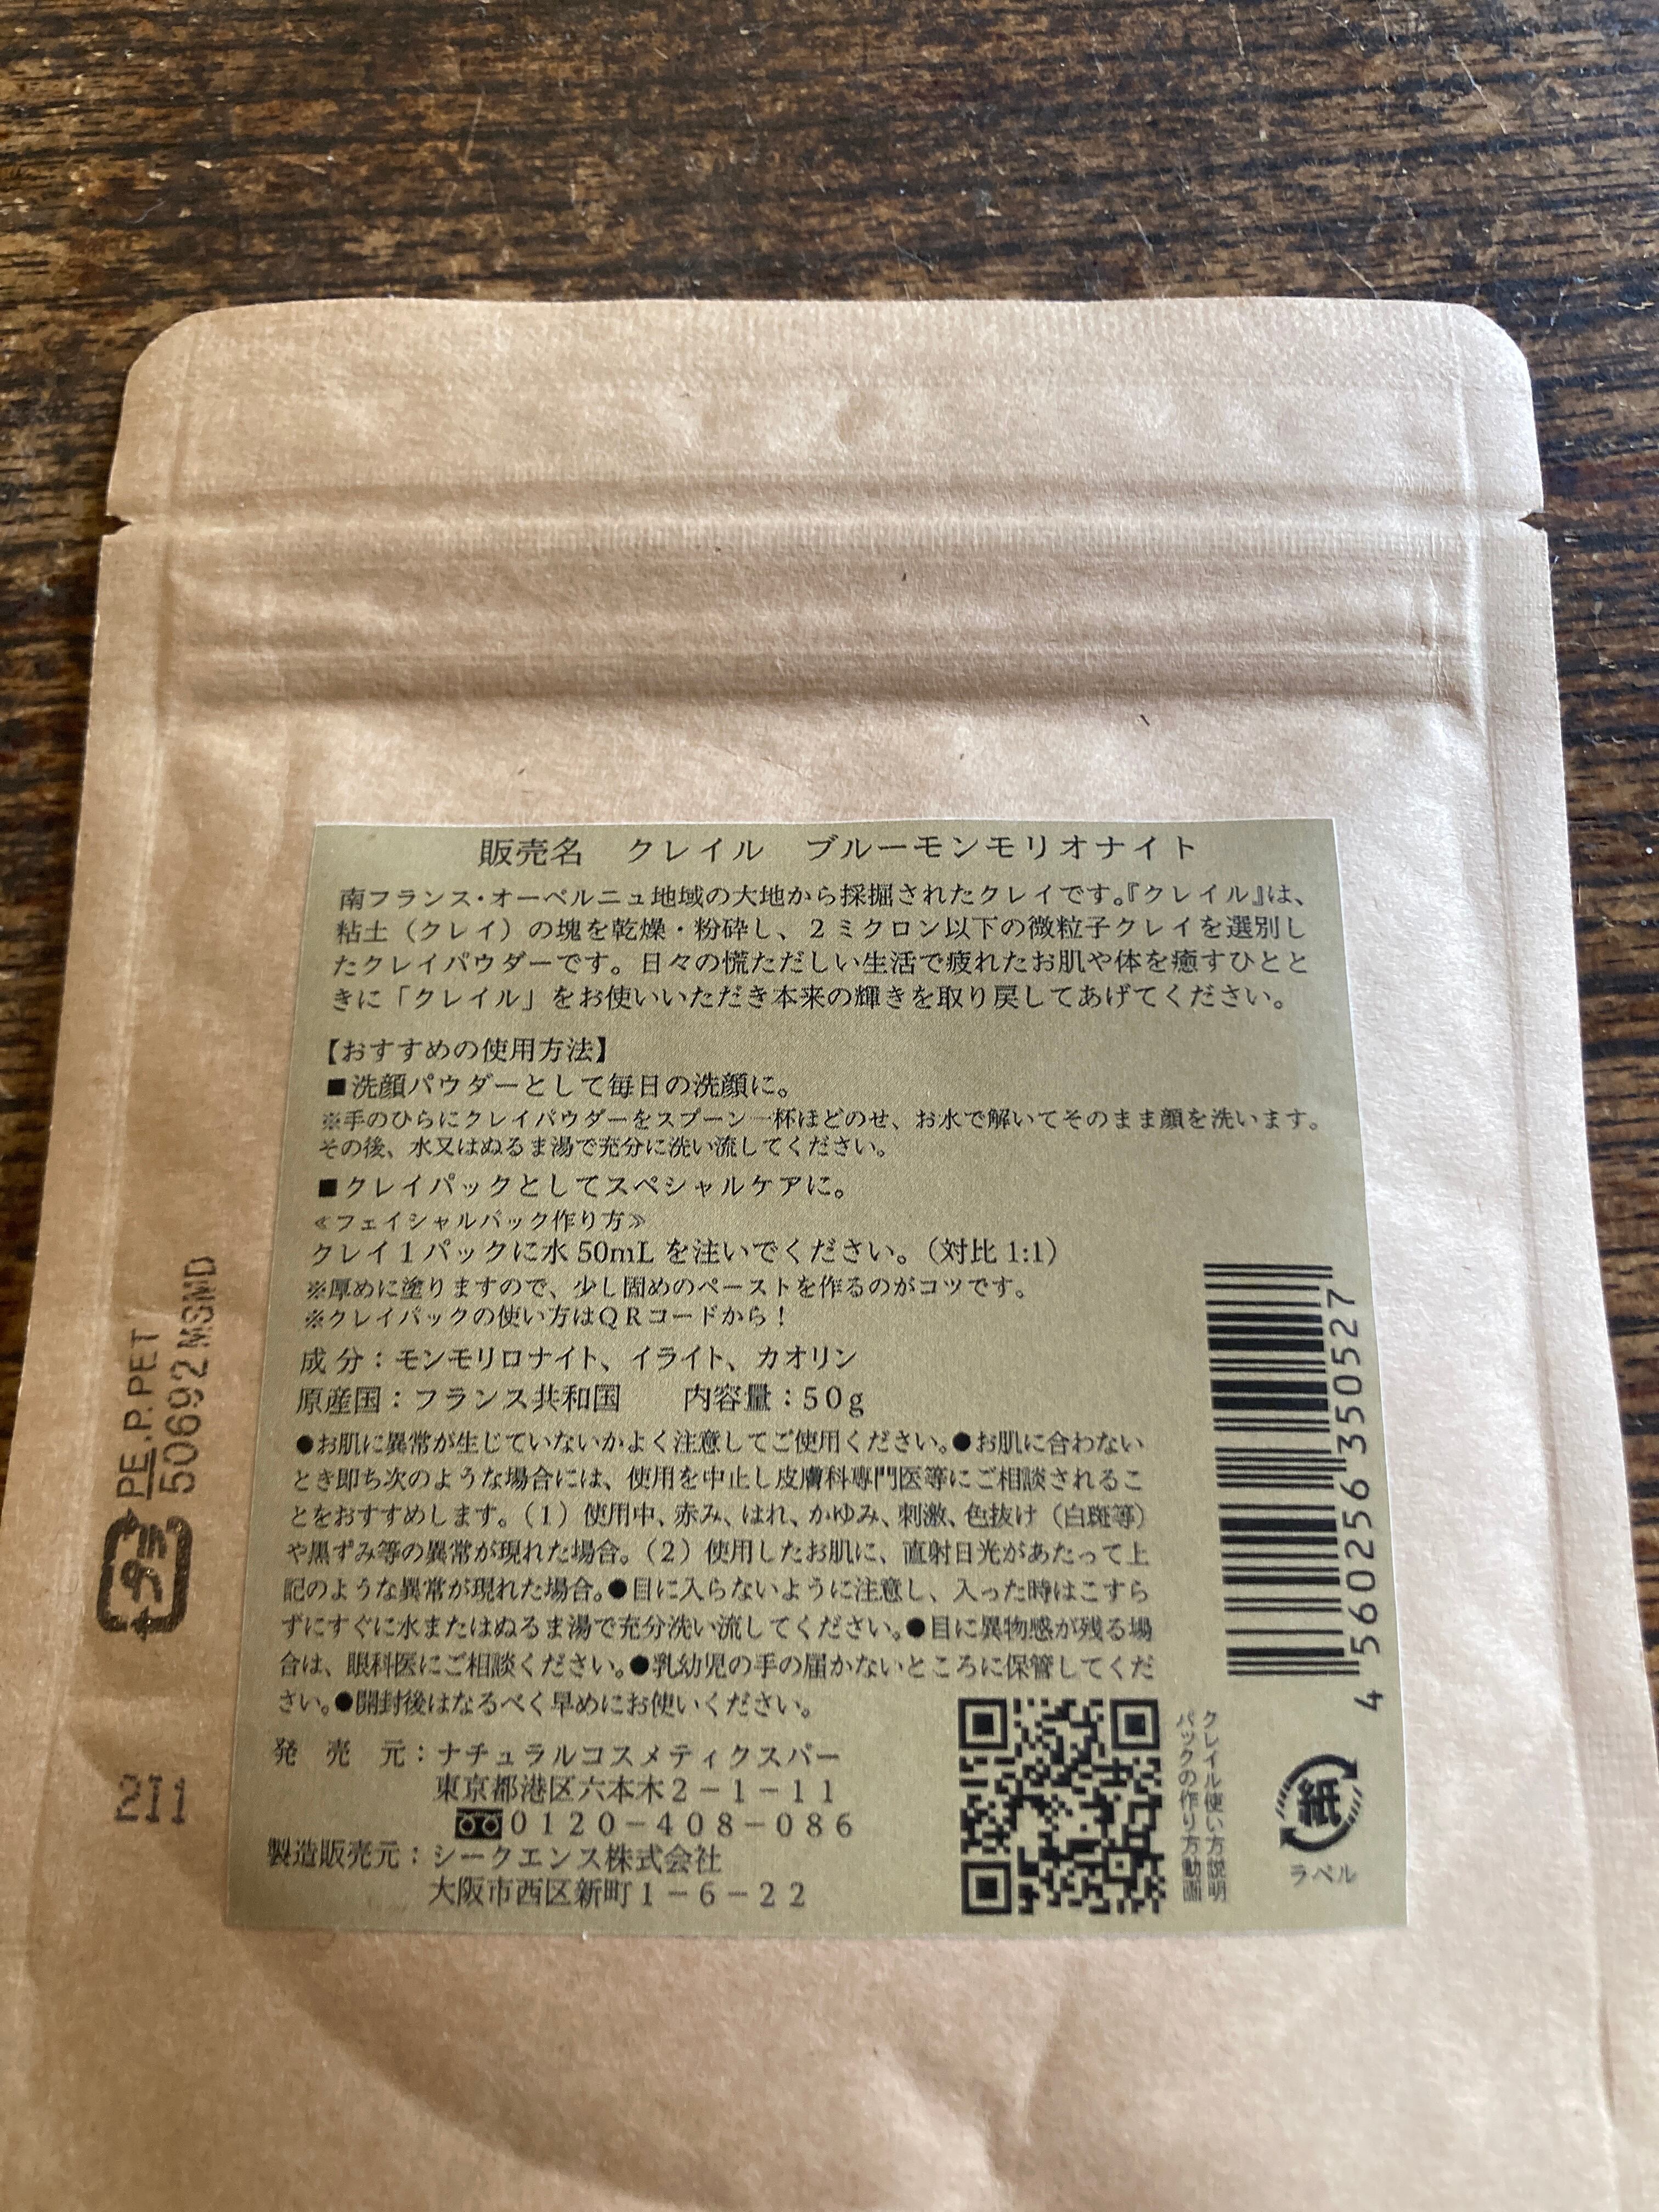 販売名　クレイル　ブルーモンモリオナイト
南フランス・オーベルニュ地域の大地から採掘されたクレイです。『クレイル』は、
粘土（クレイ）の塊を乾燥・粉砕し、２ミクロン以下の微粒子クレイを選別し
たクレイパウダーです。日々の慌ただしい生活で疲れたお肌や体を癒すひとと
きに「クレイル」をお使いいただき本来の輝きを取り戻してあげてください。
【おすすめの使用方法】
■洗顔パウダーとして毎日の洗顔に。
※手のひらにクレイパウダーをスプーン一杯ほどのせ、お水で解いてそのまま顔を洗います。
その後、水又はぬるま湯で充分に洗い流してください。
■クレイパックとしてスペシャルケアに。
≪フェイシャルパック作り方≫
クレイ１パックに水 50mL を注いでください。（対比 1:1）
※厚めに塗りますので、少し固めのペーストを作るのがコツです。
※クレイパックの使い方はＱＲコードから！
成 分：モンモリロナイト、イライト、カオリン
原産国：フランス共和国　　内容量：50g
●お肌に異常が生じていないかよく注意してご使用ください。●お肌に合わない
とき即ち次のような場合には、使用を中止し皮膚科専門医等にご相談されるこ
とをおすすめします。（1）使用中、赤み、はれ、かゆみ、刺激、色抜け（白斑等）
や黒ずみ等の異常が現れた場合。（2）使用したお肌に、直射日光があたって上
記のような異常が現れた場合。●目に入らないように注意し、入った時はこすら
ずにすぐに水またはぬるま湯で充分洗い流してください。●目に異物感が残る場
合は、眼科医にご相談ください。●乳幼児の手の届かないところに保管してくだ
さい。●開封後はなるべく早めにお使いください。
発　売　元：ナチュラルコスメティクスバー
東京都港区六本木２－１－１１
０１２０－４０８－０８６
製造販売元：シークエンス株式会社
大阪市西区新町１－６－２２
クレイル使い方説明
パックの作り方動画
4 560256 350527
紙
ラベル
プラ
PE.P.PET
50692 MSMD
211